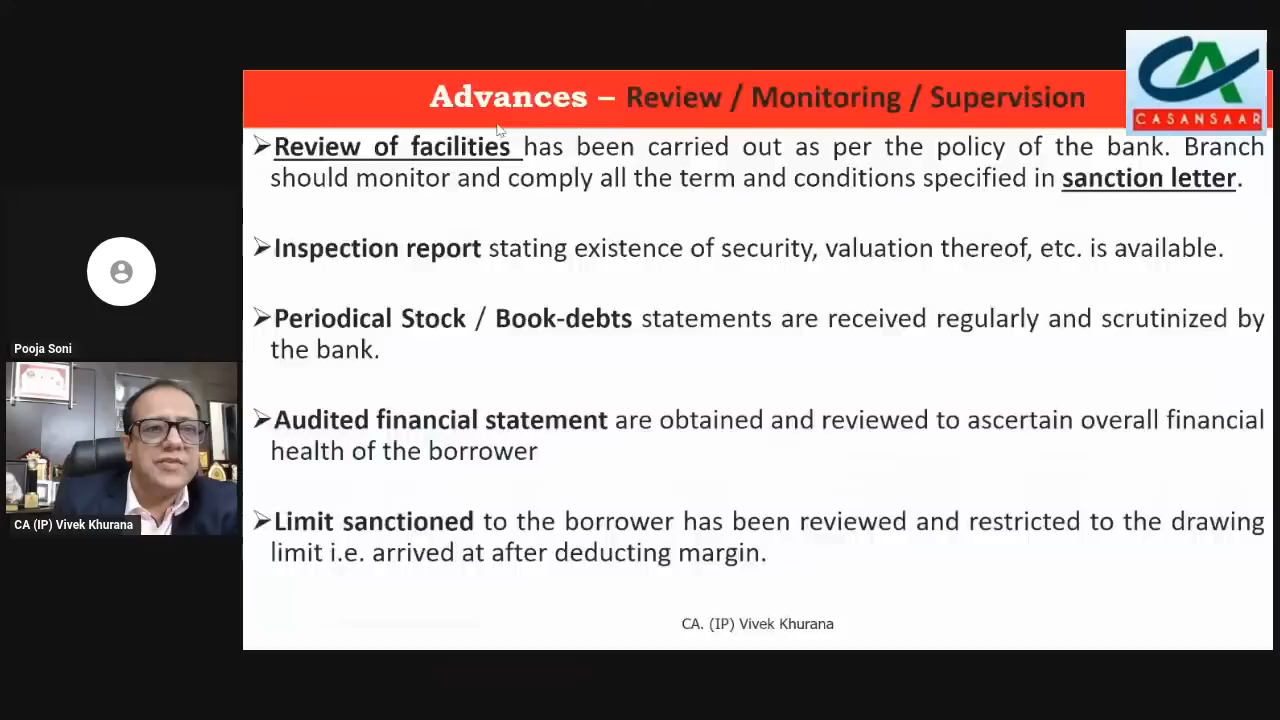 CA
CASANSAAR
Advances – Review / Monitoring / Supervision
➢Review of facilities has been carried out as per the policy of the bank. Branch
should monitor and comply all the term and conditions specified in sanction letter.
➢Inspection report stating existence of security, valuation thereof, etc. is available.
➢Periodical Stock / Book-debts statements are received regularly and scrutinized by
the bank.
➢Audited financial statement are obtained and reviewed to ascertain overall financial
health of the borrower
➢Limit sanctioned to the borrower has been reviewed and restricted to the drawing
limit i.e. arrived at after deducting margin.
CA. (IP) Vivek Khurana
Pooja Soni
CA (IP) Vivek Khurana